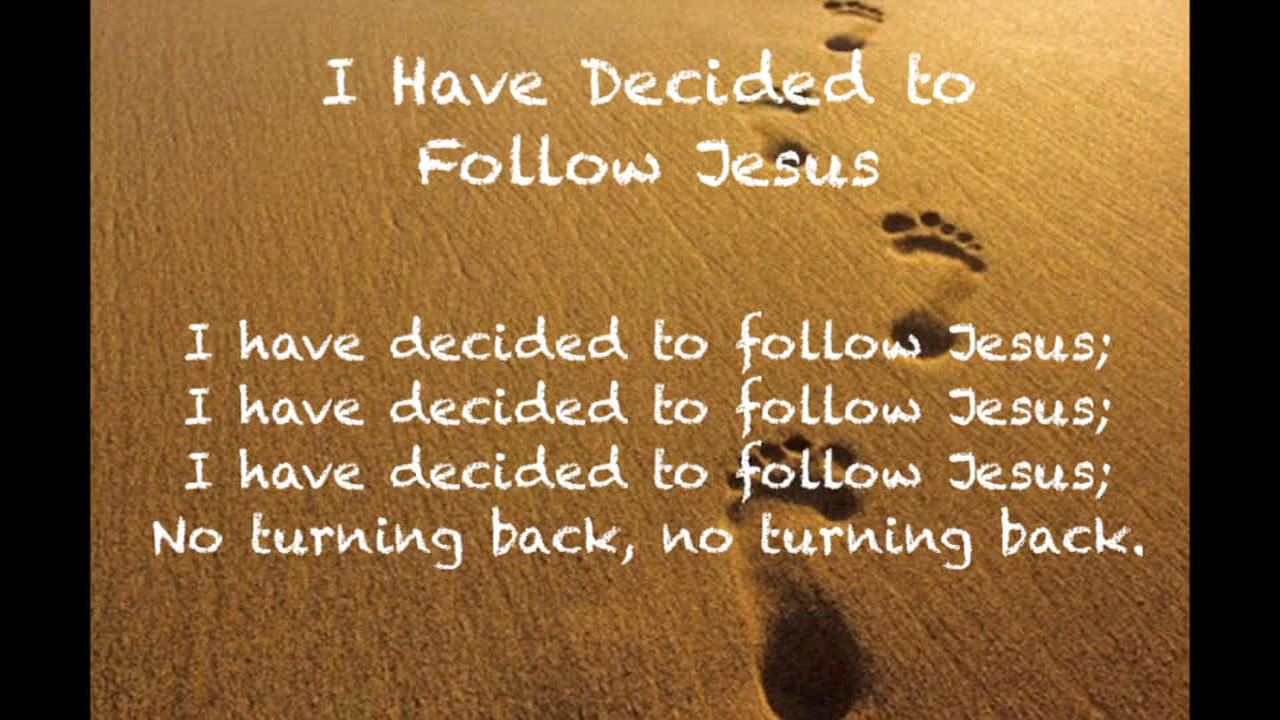 I Have Decided to
Follow Jesus
I have decided to follow Jesus;
I have decided to follow Jesus;
I have decided to follow Jesus;
No turning back, no turning back.